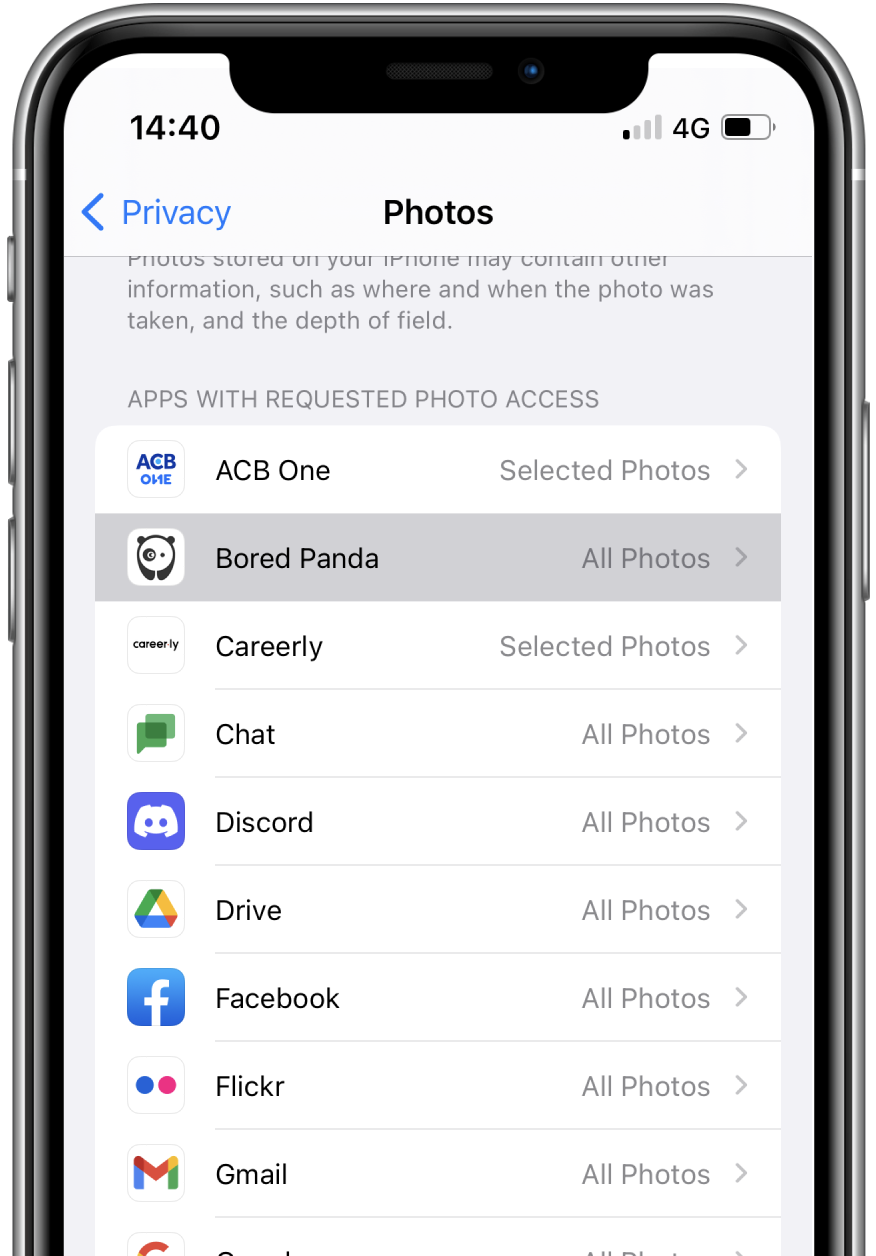 14:40 4G
Privacy Photos
Photos stored on your iPhone may contain other
information, such as where and when the photo was
taken, and the depth of field.
APPS WITH REQUESTED PHOTO ACCESS
ACB ONE ACB One Selected Photos
Bored Panda All Photos
careerly Careerly Selected Photos
Chat All Photos
Discord All Photos
Drive All Photos
Facebook All Photos
Flickr All Photos
Gmail All Photos